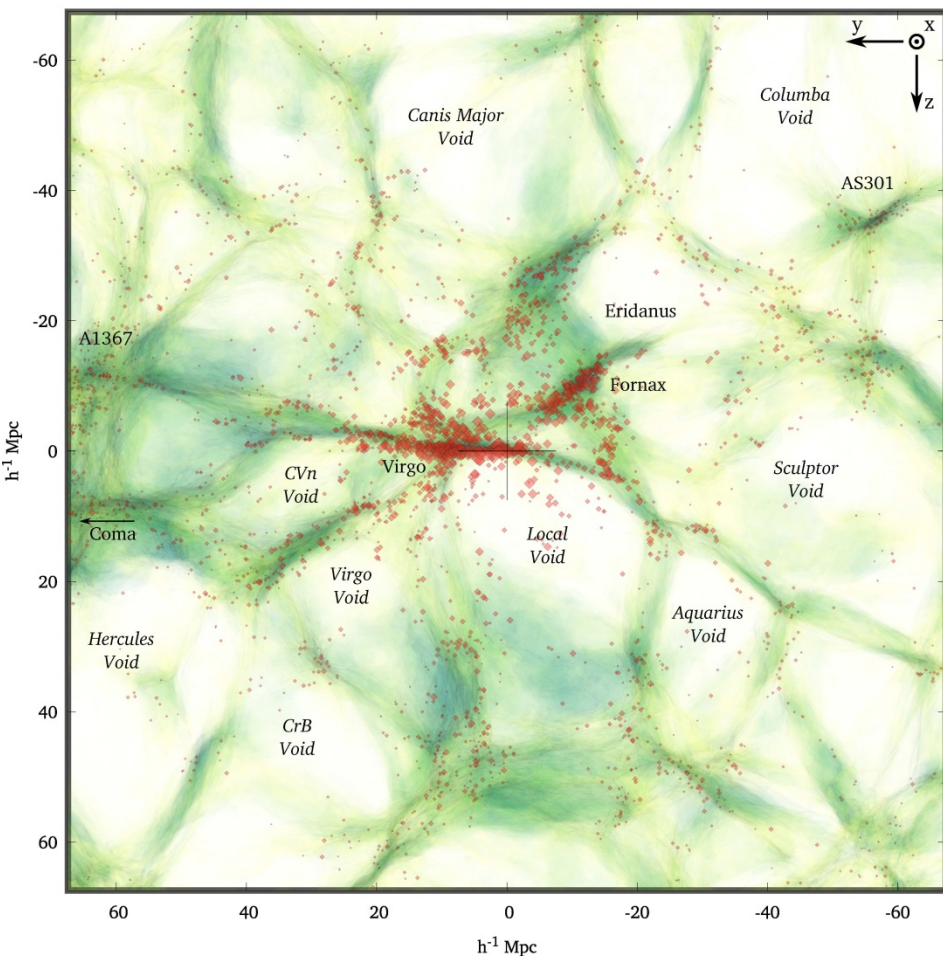 y
x
z
-60
-40
-20
0
20
40
60
h⁻¹ Mpc
Canis Major
Void
Columba
Void
AS301
Eridanus
A1367
Fornax
Virgo
CVn
Void
Sculptor
Void
Coma
Local
Void
Virgo
Void
Aquarius
Void
Hercules
Void
CrB
Void
60
40
20
0
-20
-40
-60
h⁻¹ Mpc